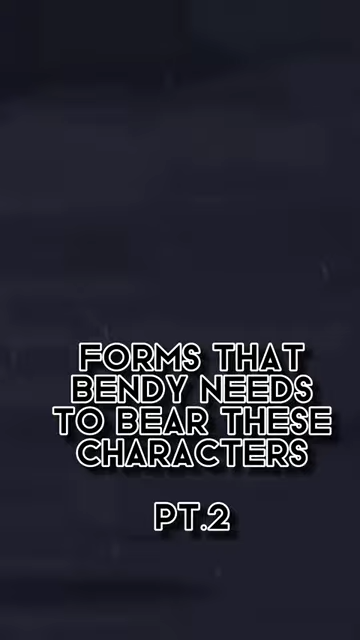 FORMS THAT
BENDY NEEDS
TO BEAR THESE
CHARACTERS
PT.2